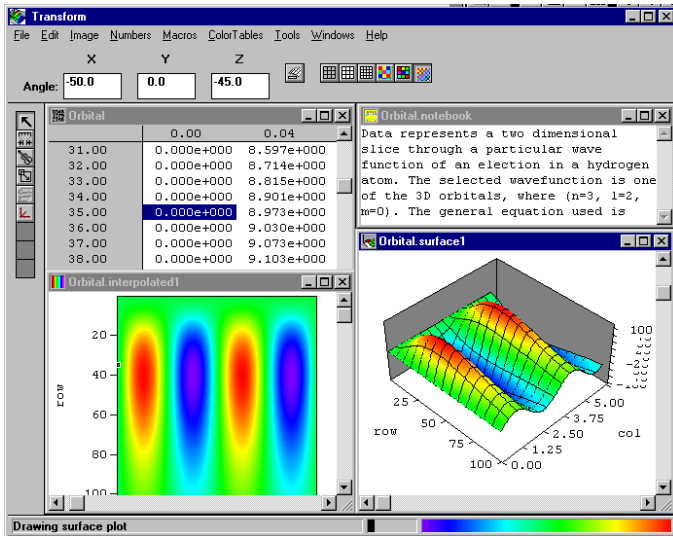 Transform
File Edit Image Numbers Macros ColorTables Tools Windows Help
X Y Z
Angle: -50.0 0.0 -45.0
Orbital
0.00 0.04
31.00 0.000e+000 8.597e+000
32.00 0.000e+000 8.714e+000
33.00 0.000e+000 8.815e+000
34.00 0.000e+000 8.901e+000
35.00 0.000e+000 8.973e+000
36.00 0.000e+000 9.030e+000
37.00 0.000e+000 9.073e+000
38.00 0.000e+000 9.103e+000
Orbital.notebook
Data represents a two dimensional
slice through a particular wave
function of an election in a hydrogen
atom. The selected wavefunction is one
of the 3D orbitals, where (n=3, l=2,
m=0). The general equation used is
Orbital.interpolated1
20
40
60
80
100
row
Orbital.surface1
100
25
50
75
100
row
0.00
1.25
2.50
3.75
5.00
col
Drawing surface plot